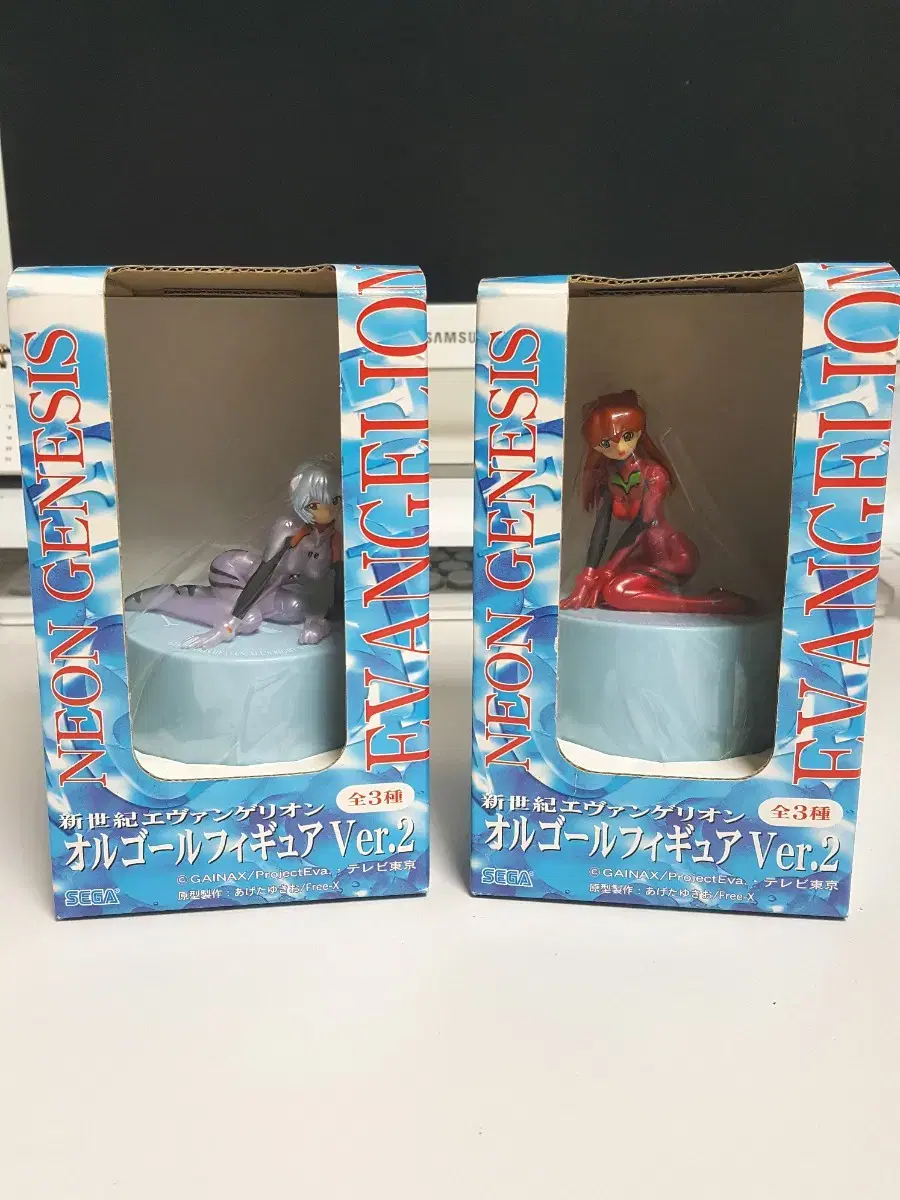 NEON GENESIS
EVANGELION
新世紀エヴァンゲリオン
全3種
オルゴールフィギュア Ver.2
©GAINAX/ProjectEva.・テレビ東京
SEGA
原型製作：あげたゆきお/Free-X
SAMSU
NEON GENESIS
EVANGELION
新世紀エヴァンゲリオン
全3種
オルゴールフィギュア Ver.2
©GAINAX/ProjectEva.・テレビ東京
SEGA
原型製作：あげたゆきお/Free-X